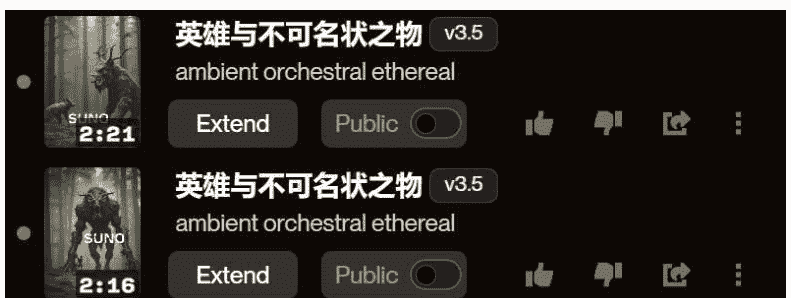 英雄与不可名状之物 v3.5
ambient orchestral ethereal
SUNO
2:21
Extend Public
英雄与不可名状之物 v3.5
ambient orchestral ethereal
SUNO
2:16
Extend Public